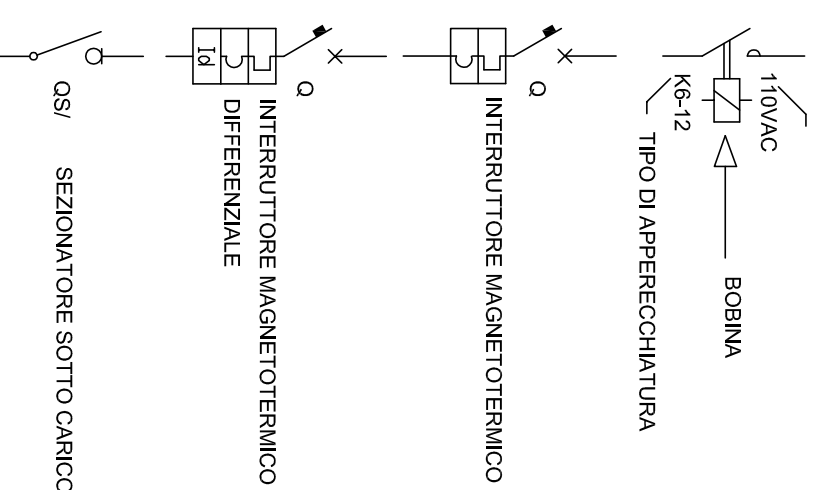 110VAC
K6-12
BOBINA
TIPO DI APPERECCHIATURA
Q
INTERRUTTORE MAGNETOTERMICO
Q
Id
INTERRUTTORE MAGNETOTERMICO
DIFFERENZIALE
QS/
SEZIONATORE SOTTO CARICO